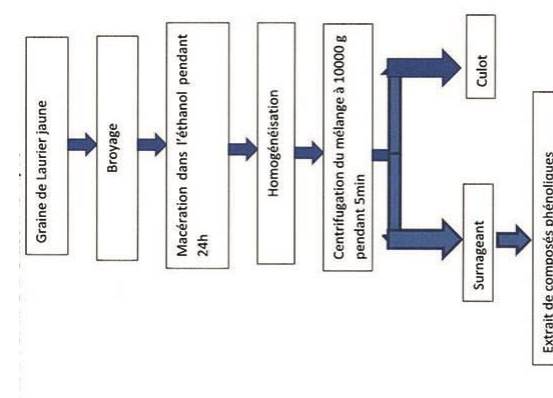 Graine de Laurier jaune
Broyage
Macération dans l'éthanol pendant
24h
Homogénéisation
Centrifugation du mélange à 10000 g
pendant 5min
Surnageant
Culot
Extrait de composés phénoliques